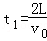 t₁ = 2L/v₀